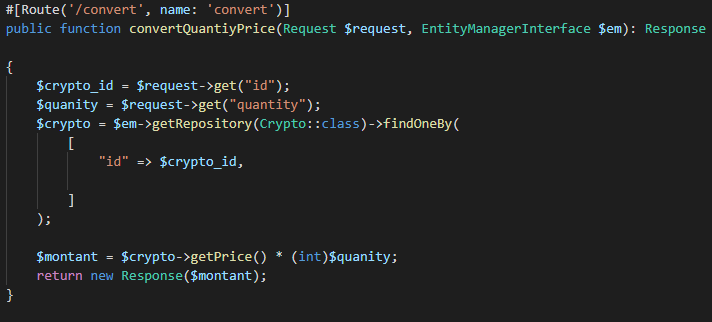 #[Route('/convert', name: 'convert')]
public function convertQuantiyPrice(Request $request, EntityManagerInterface $em): Response
{
$crypto_id = $request->get("id");
$quanity = $request->get("quantity");
$crypto = $em->getRepository(Crypto::class)->findOneBy(
[
"id" => $crypto_id,
]
);
$montant = $crypto->getPrice() * (int)$quanity;
return new Response($montant);
}